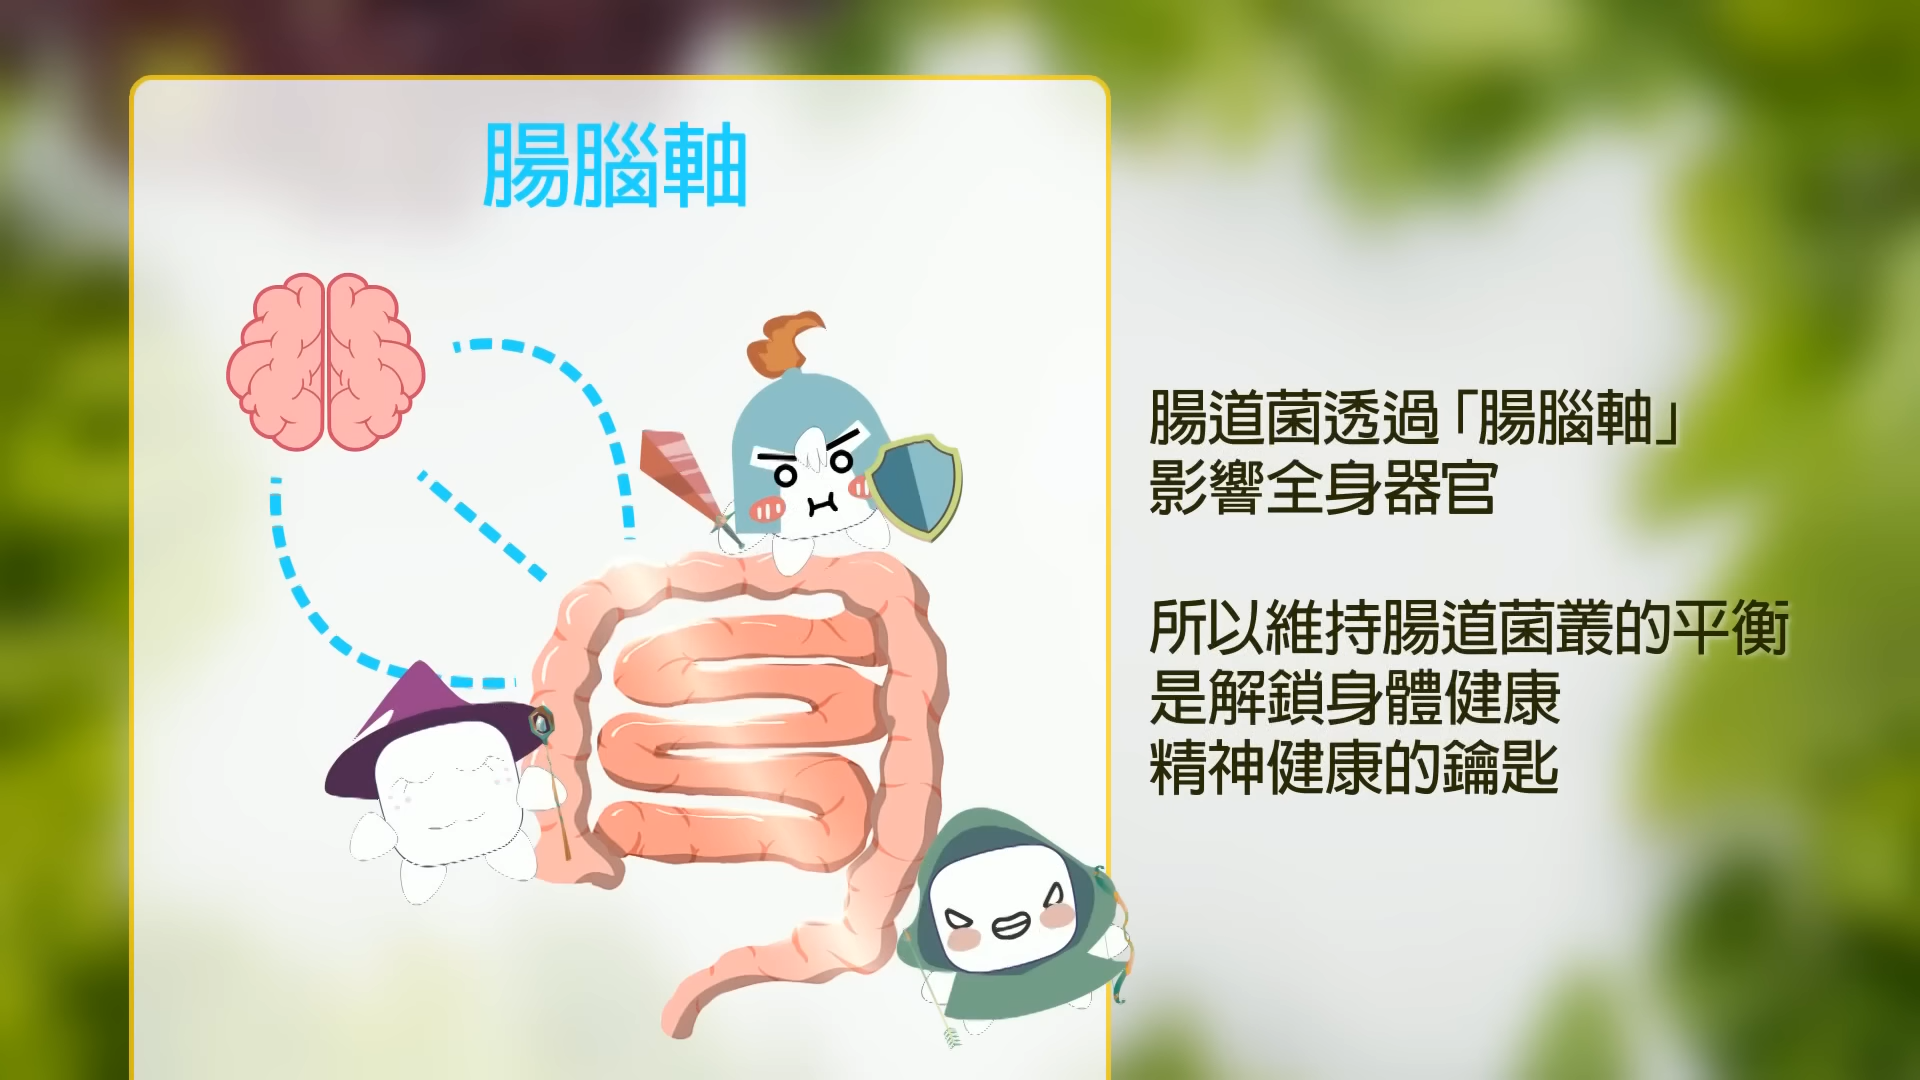 腸腦軸
腸道菌透過「腸腦軸」
影響全身器官
所以維持腸道菌叢的平衡
是解鎖身體健康
精神健康的鑰匙